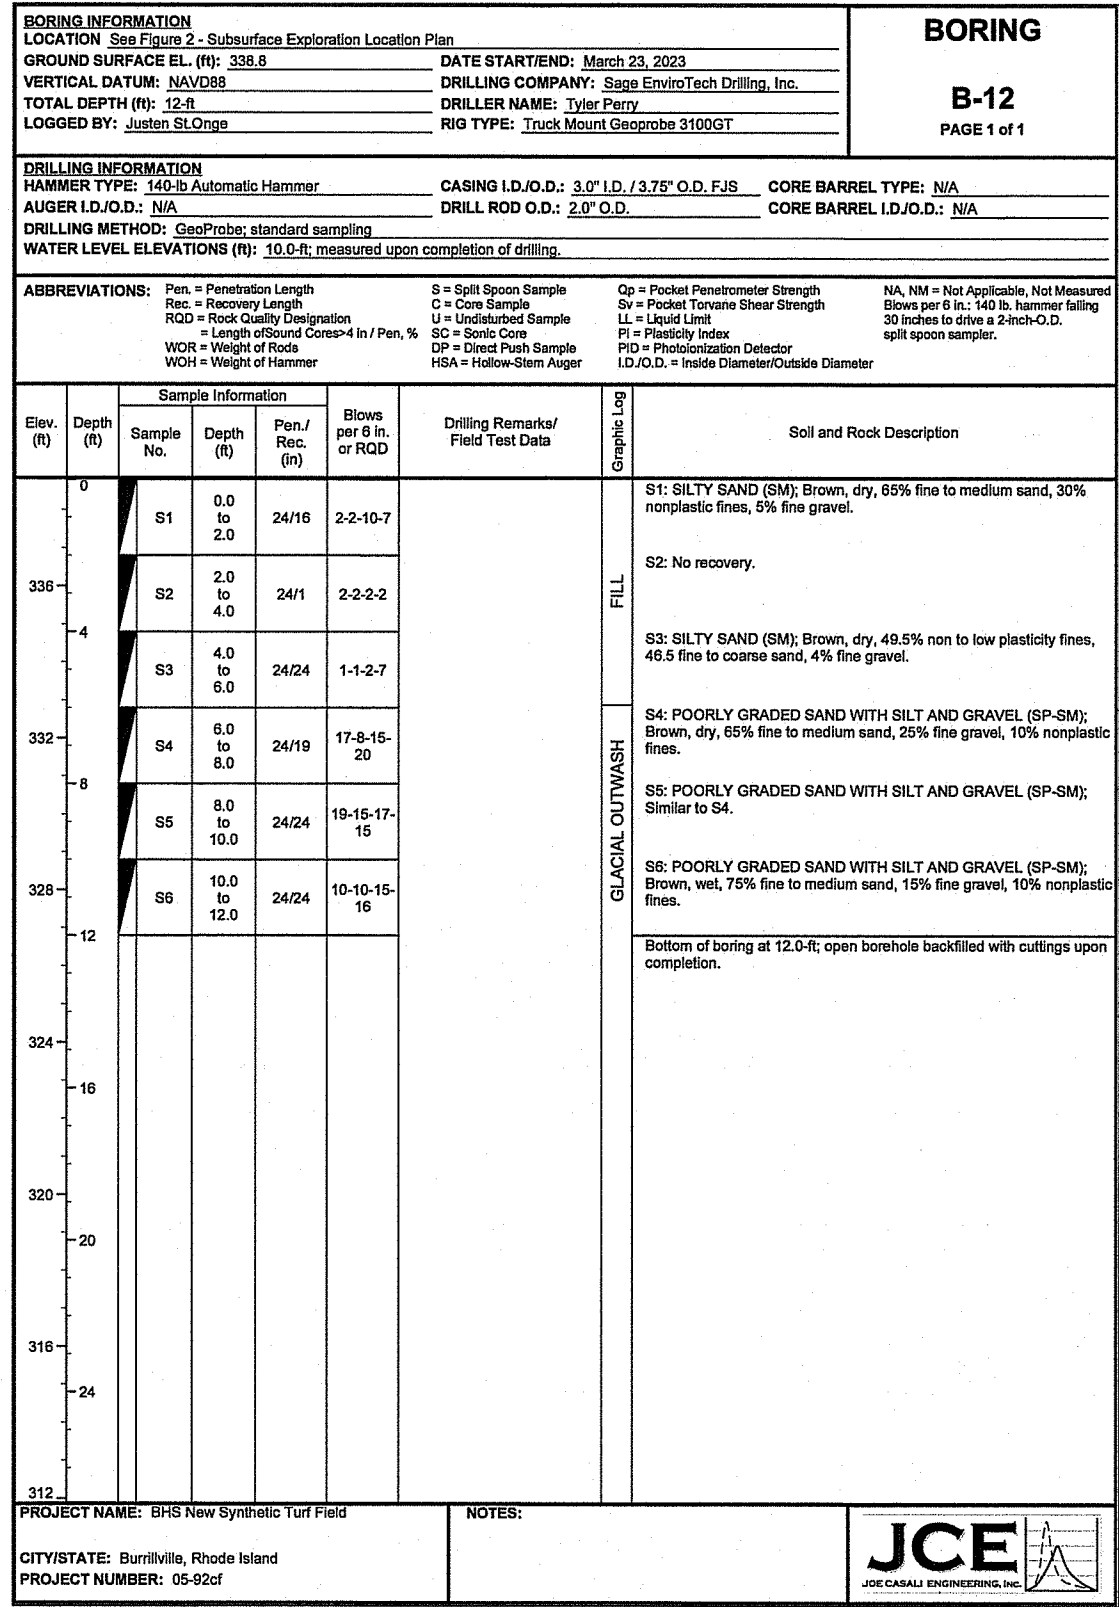 BORING INFORMATION
LOCATION See Figure 2 - Subsurface Exploration Location Plan
GROUND SURFACE EL. (ft): 338.8 DATE START/END: March 23, 2023
VERTICAL DATUM: NAVD88 DRILLING COMPANY: Sage EnviroTech Drilling, Inc.
TOTAL DEPTH (ft): 12-ft DRILLER NAME: Tyler Perry
LOGGED BY: Justen St.Onge RIG TYPE: Truck Mount Geoprobe 3100GT
BORING
B-12
PAGE 1 of 1
DRILLING INFORMATION
HAMMER TYPE: 140-lb Automatic Hammer CASING I.D./O.D.: 3.0" I.D. / 3.75" O.D. FJS CORE BARREL TYPE: N/A
AUGER I.D./O.D.: N/A DRILL ROD O.D.: 2.0" O.D. CORE BARREL I.D./O.D.: N/A
DRILLING METHOD: GeoProbe; standard sampling
WATER LEVEL ELEVATIONS (ft): 10.0-ft; measured upon completion of drilling.
ABBREVIATIONS:
Pen. = Penetration Length
Rec. = Recovery Length
RQD = Rock Quality Designation
= Length ofSound Cores>4 in / Pen, %
WOR = Weight of Rods
WOH = Weight of Hammer
S = Split Spoon Sample
C = Core Sample
U = Undisturbed Sample
SC = Sonic Core
DP = Direct Push Sample
HSA = Hollow-Stem Auger
Qp = Pocket Penetrometer Strength
Sv = Pocket Torvane Shear Strength
LL = Liquid Limit
PI = Plasticity Index
PID = Photoionization Detector
I.D./O.D. = Inside Diameter/Outside Diameter
NA, NM = Not Applicable, Not Measured
Blows per 6 in.: 140 lb. hammer falling
30 inches to drive a 2-inch-O.D.
split spoon sampler.
Elev. (ft)
Depth (ft)
Sample Information
Sample No.
Depth (ft)
Pen./ Rec. (in)
Blows per 6 in. or RQD
Drilling Remarks/
Field Test Data
Graphic Log
Soil and Rock Description
0
S1 0.0 to 2.0 24/16 2-2-10-7
S1: SILTY SAND (SM); Brown, dry, 65% fine to medium sand, 30%
nonplastic fines, 5% fine gravel.
336
S2 2.0 to 4.0 24/1 2-2-2-2
S2: No recovery.
FILL
4
S3 4.0 to 6.0 24/24 1-1-2-7
S3: SILTY SAND (SM); Brown, dry, 49.5% non to low plasticity fines,
46.5 fine to coarse sand, 4% fine gravel.
332
S4 6.0 to 8.0 24/19 17-8-15-20
S4: POORLY GRADED SAND WITH SILT AND GRAVEL (SP-SM);
Brown, dry, 65% fine to medium sand, 25% fine gravel, 10% nonplastic
fines.
8
S5 8.0 to 10.0 24/24 19-15-17-15
S5: POORLY GRADED SAND WITH SILT AND GRAVEL (SP-SM);
Similar to S4.
GLACIAL OUTWASH
328
S6 10.0 to 12.0 24/24 10-10-15-16
S6: POORLY GRADED SAND WITH SILT AND GRAVEL (SP-SM);
Brown, wet, 75% fine to medium sand, 15% fine gravel, 10% nonplastic
fines.
12
Bottom of boring at 12.0-ft; open borehole backfilled with cuttings upon
completion.
324
16
320
20
316
24
312
PROJECT NAME: BHS New Synthetic Turf Field
CITY/STATE: Burrillville, Rhode Island
PROJECT NUMBER: 05-92cf
NOTES:
JCE
JOE CASALI ENGINEERING, INC.